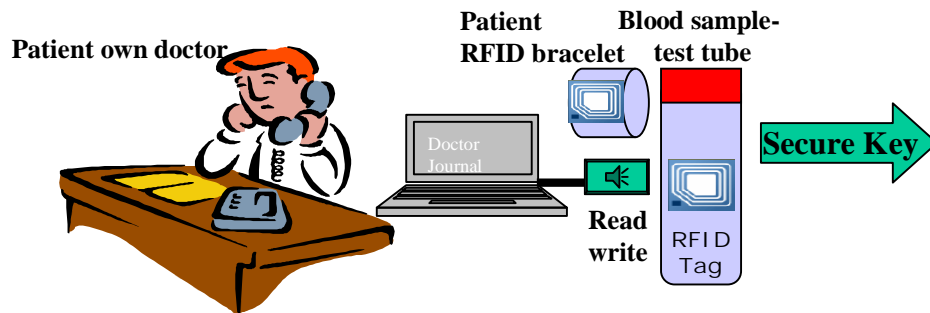 Patient own doctor
Patient
RFID bracelet
Blood sample-
test tube
Doctor
Journal
Read
write
RFID
Tag
Secure Key